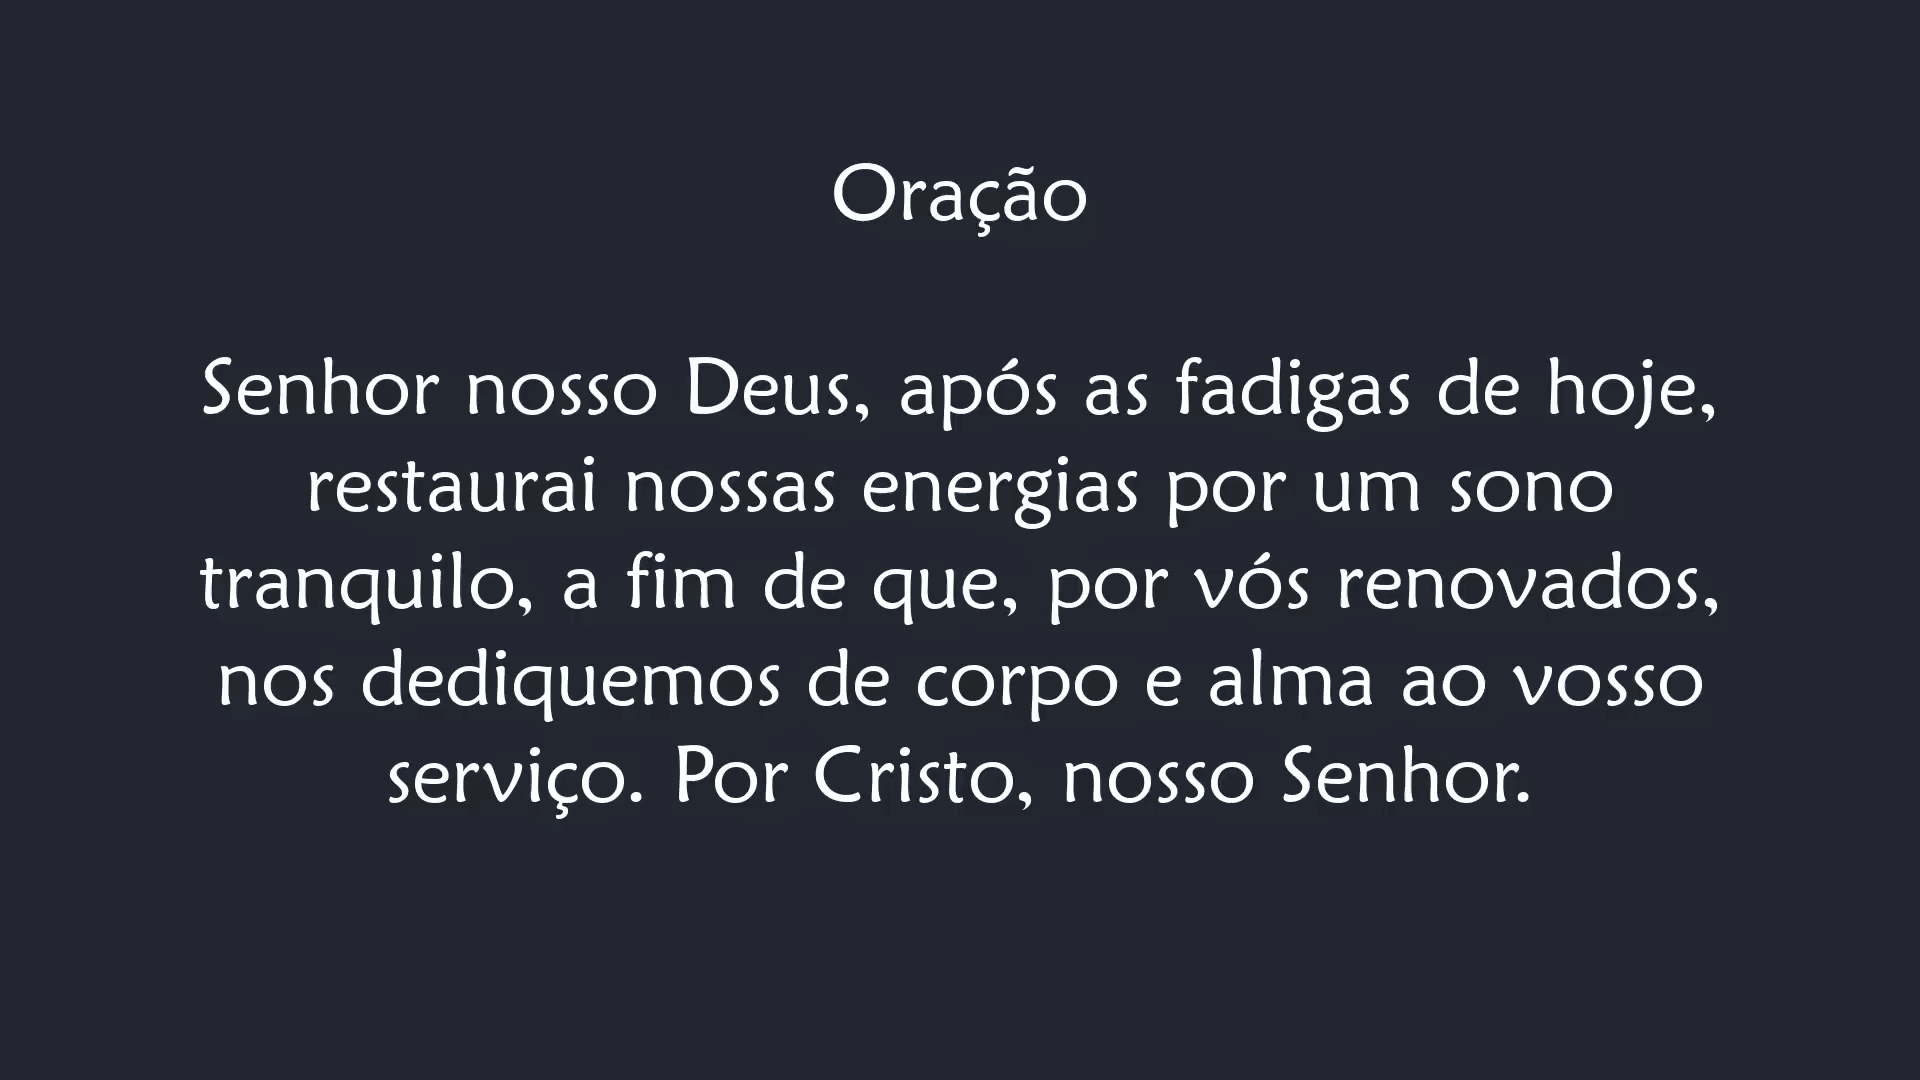 Oração
Senhor nosso Deus, após as fadigas de hoje,
restaurai nossas energias por um sono
tranquilo, a fim de que, por vós renovados,
nos dediquemos de corpo e alma ao vosso
serviço. Por Cristo, nosso Senhor.